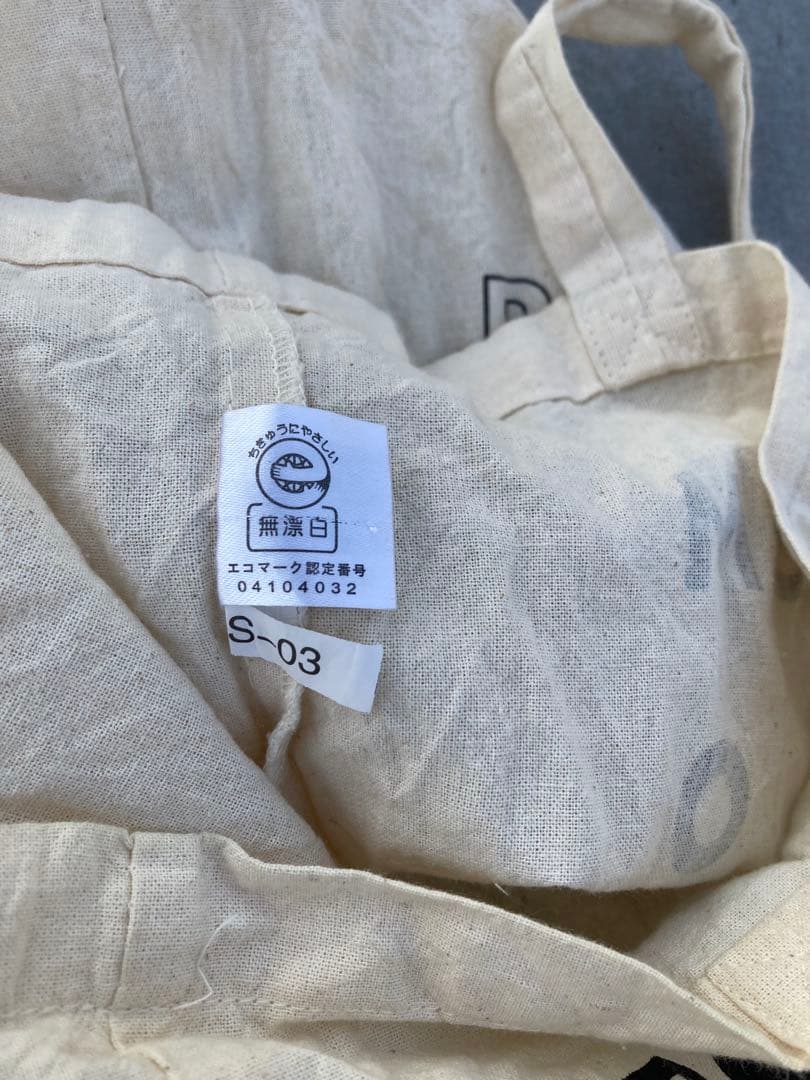 ちきゅうにやさしい
無漂白
エコマーク認定番号
04104032
S-03